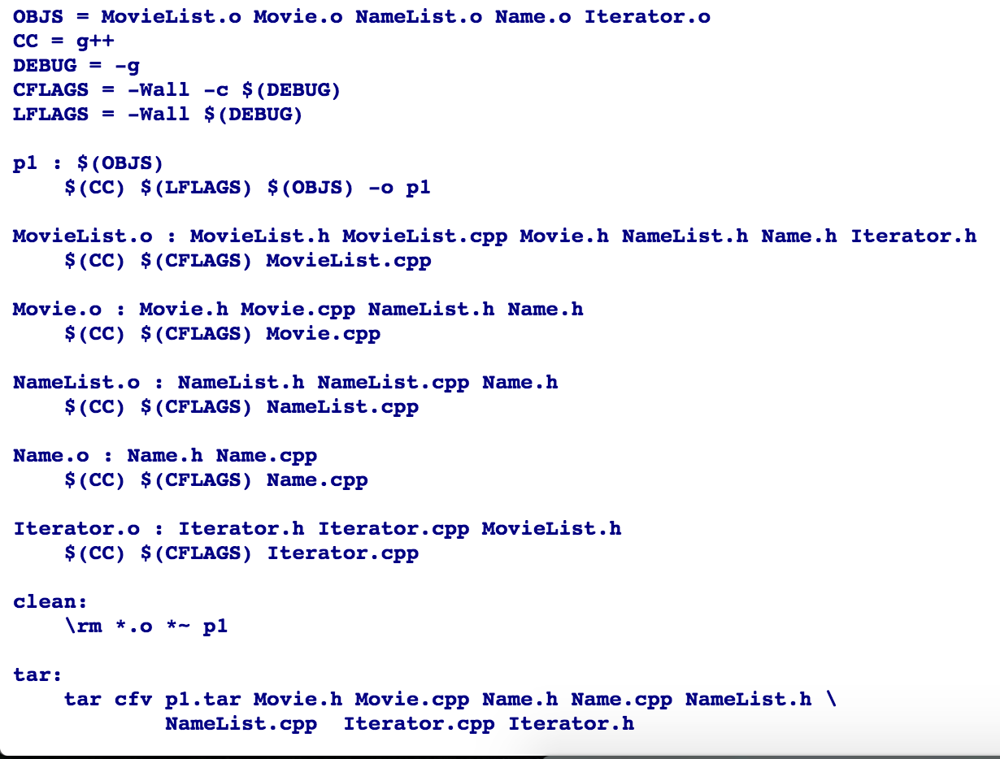 OBJS = MovieList.o Movie.o NameList.o Name.o Iterator.o
CC = g++
DEBUG = -g
CFLAGS = -Wall -c $(DEBUG)
LFLAGS = -Wall $(DEBUG)
p1 : $(OBJS)
$(CC) $(LFLAGS) $(OBJS) -o p1
MovieList.o : MovieList.h MovieList.cpp Movie.h NameList.h Name.h Iterator.h
$(CC) $(CFLAGS) MovieList.cpp
Movie.o : Movie.h Movie.cpp NameList.h Name.h
$(CC) $(CFLAGS) Movie.cpp
NameList.o : NameList.h NameList.cpp Name.h
$(CC) $(CFLAGS) NameList.cpp
Name.o : Name.h Name.cpp
$(CC) $(CFLAGS) Name.cpp
Iterator.o : Iterator.h Iterator.cpp MovieList.h
$(CC) $(CFLAGS) Iterator.cpp
clean:
\rm *.o *~ p1
tar:
tar cfv p1.tar Movie.h Movie.cpp Name.h Name.cpp NameList.h \
NameList.cpp  Iterator.cpp Iterator.h